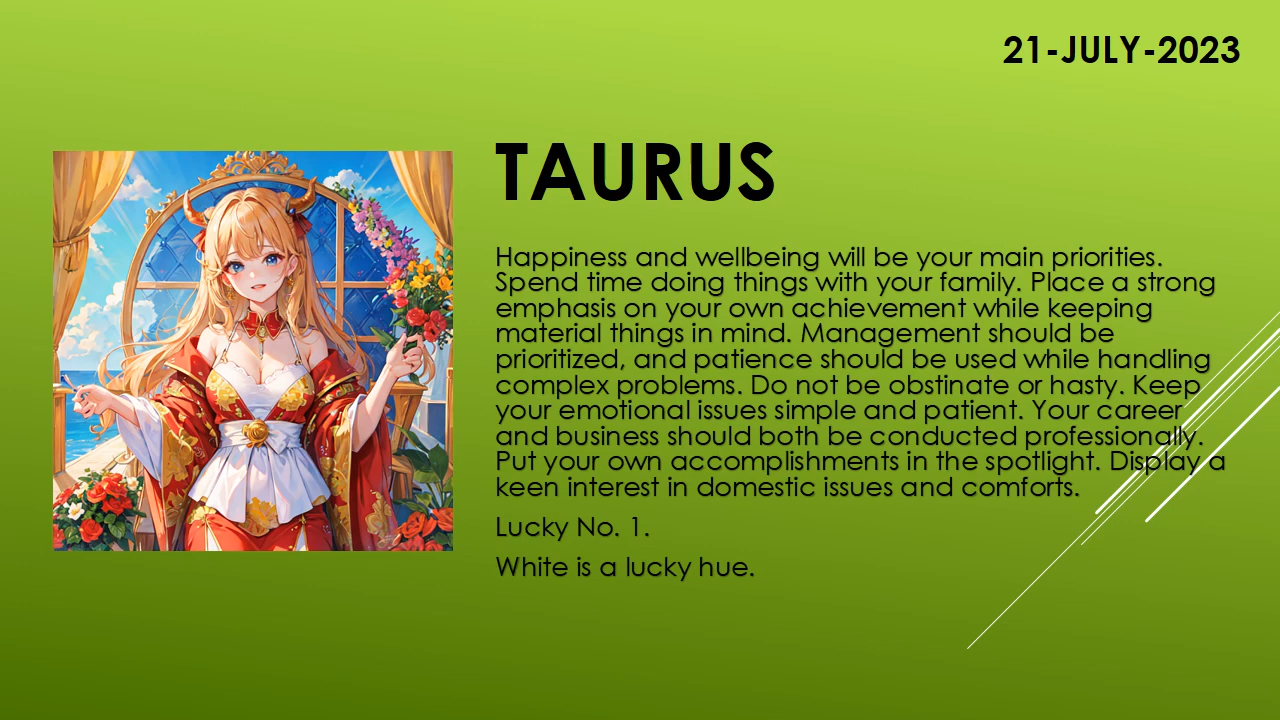 21-JULY-2023
TAURUS
Happiness and wellbeing will be your main priorities.
Spend time doing things with your family. Place a strong
emphasis on your own achievement while keeping
material things in mind. Management should be
prioritized, and patience should be used while handling
complex problems. Do not be obstinate or hasty. Keep
your emotional issues simple and patient. Your career
and business should both be conducted professionally.
Put your own accomplishments in the spotlight. Display a
keen interest in domestic issues and comforts.
Lucky No. 1.
White is a lucky hue.